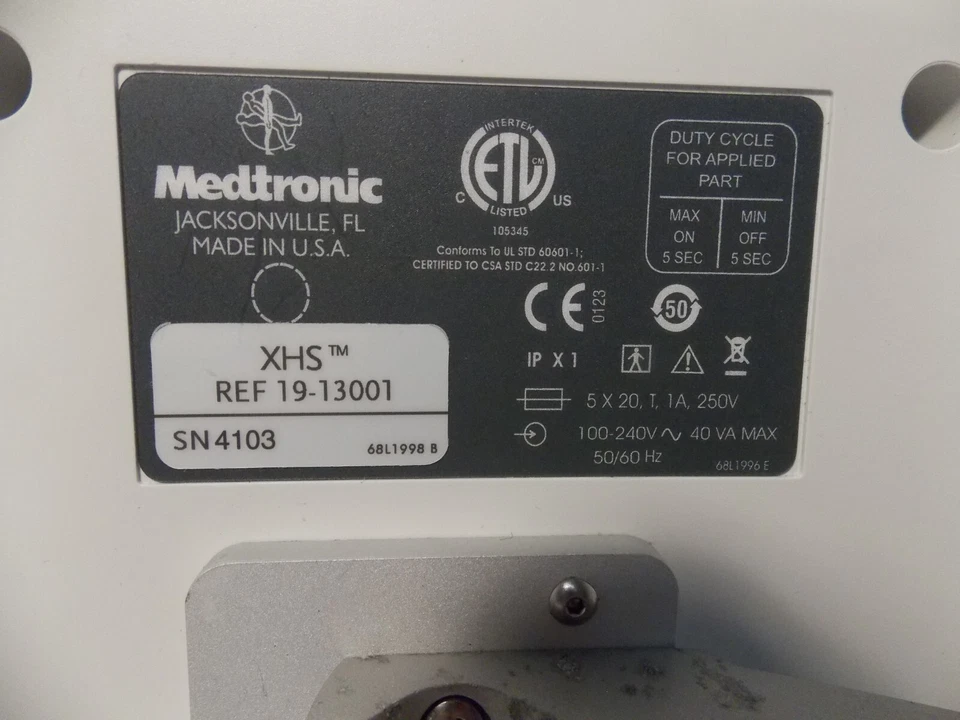 Medtronic
JACKSONVILLE, FL
MADE IN U.S.A.
XHS™
REF 19-13001
SN 4103
68L1998 B
INTERTEK
ETL CM
C US
LISTED
105345
Conforms To UL STD 60601-1;
CERTIFIED TO CSA STD C22.2 NO.601-1
DUTY CYCLE
FOR APPLIED
PART
MAX
ON
5 SEC
MIN
OFF
5 SEC
CE 0123
50
IP X 1
5 X 20, T, 1A, 250V
100-240V ~ 40 VA MAX
50/60 Hz
68L1996 E